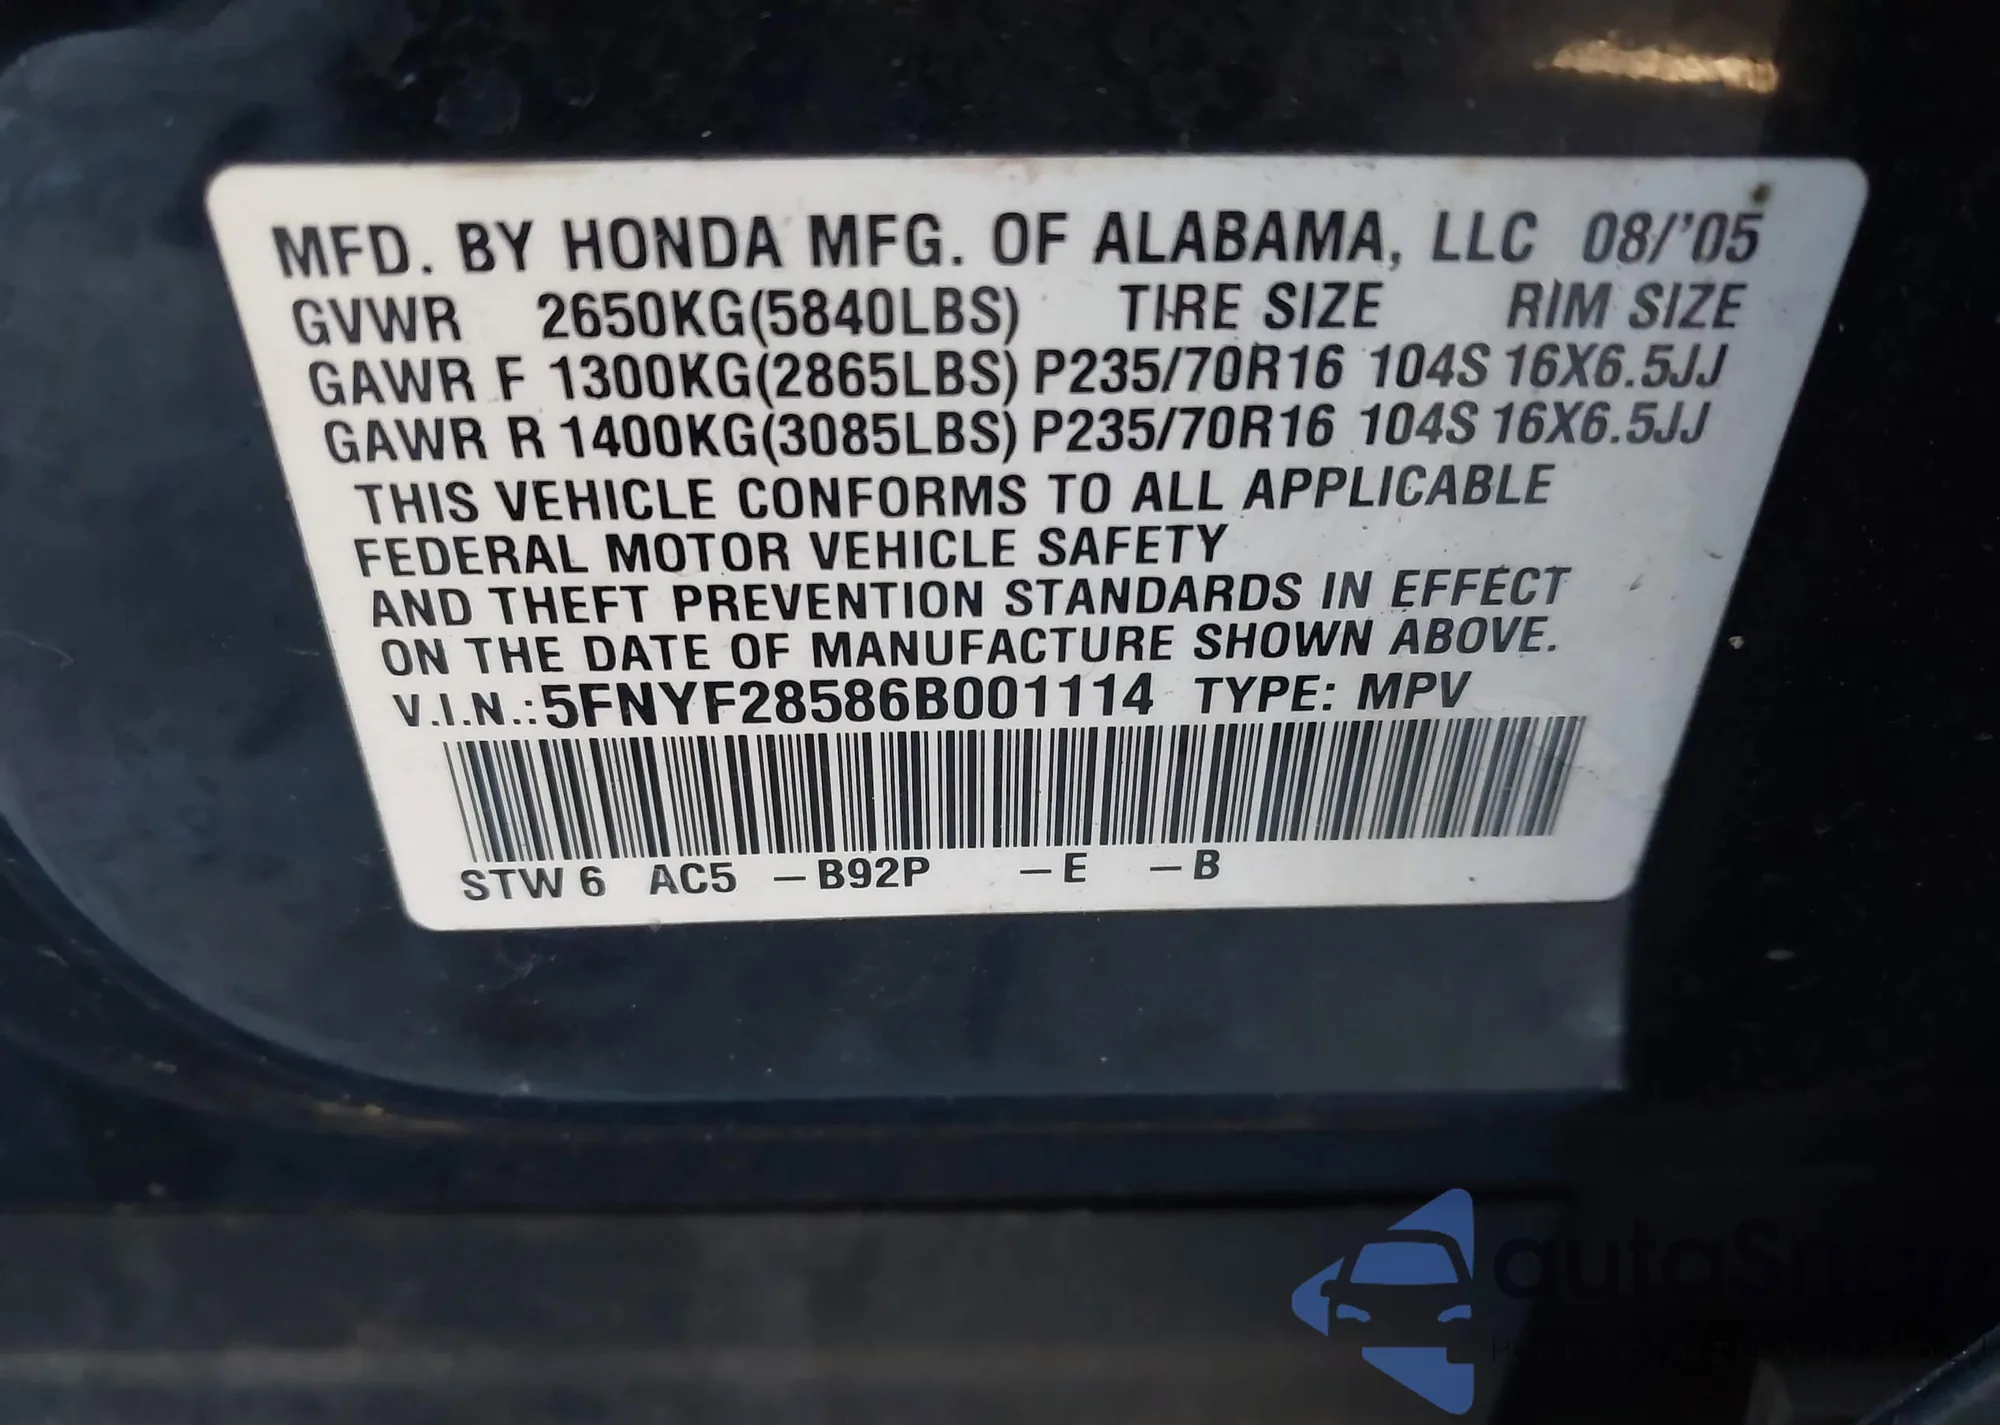 MFD. BY HONDA MFG. OF ALABAMA, LLC 08/'05
GVWR 2650KG(5840LBS) TIRE SIZE RIM SIZE
GAWR F 1300KG(2865LBS) P235/70R16 104S 16X6.5JJ
GAWR R 1400KG(3085LBS) P235/70R16 104S 16X6.5JJ
THIS VEHICLE CONFORMS TO ALL APPLICABLE
FEDERAL MOTOR VEHICLE SAFETY
AND THEFT PREVENTION STANDARDS IN EFFECT
ON THE DATE OF MANUFACTURE SHOWN ABOVE.
V.I.N.:5FNYF28586B001114 TYPE: MPV
STW 6 AC5 –B92P –E –B